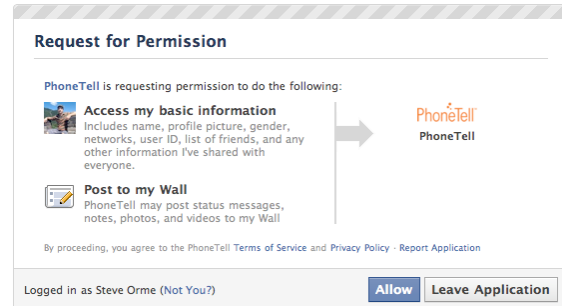 Request for Permission
PhoneTell is requesting permission to do the following:
Access my basic information
Includes name, profile picture, gender,
networks, user ID, list of friends, and any
other information I've shared with
everyone.
PhoneTell
PhoneTell
Post to my Wall
PhoneTell may post status messages,
notes, photos, and videos to my Wall
By proceeding, you agree to the PhoneTell Terms of Service and Privacy Policy · Report Application
Logged in as Steve Orme (Not You?)
Allow
Leave Application